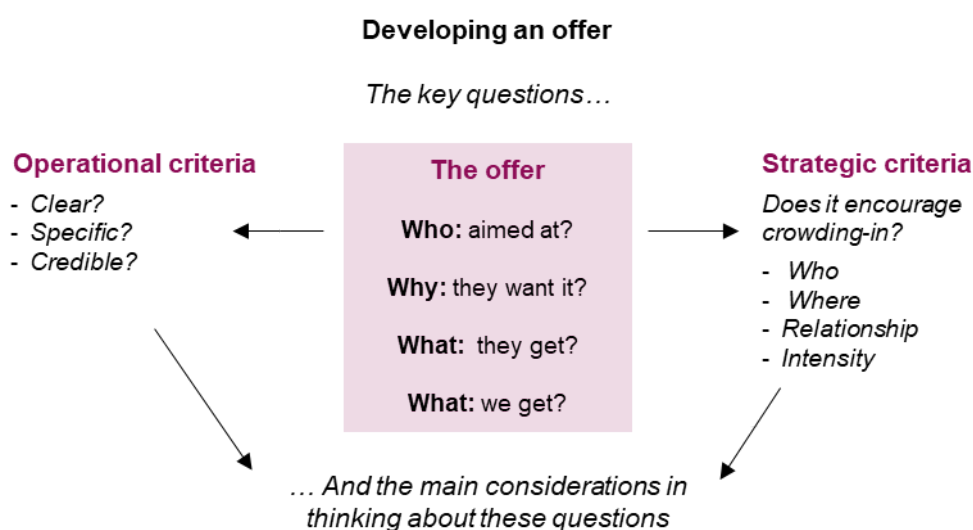 Developing an offer
The key questions…
Operational criteria
- Clear?
- Specific?
- Credible?
The offer
Who: aimed at?
Why: they want it?
What: they get?
What: we get?
Strategic criteria
Does it encourage
crowding-in?
- Who
- Where
- Relationship
- Intensity
… And the main considerations in
thinking about these questions